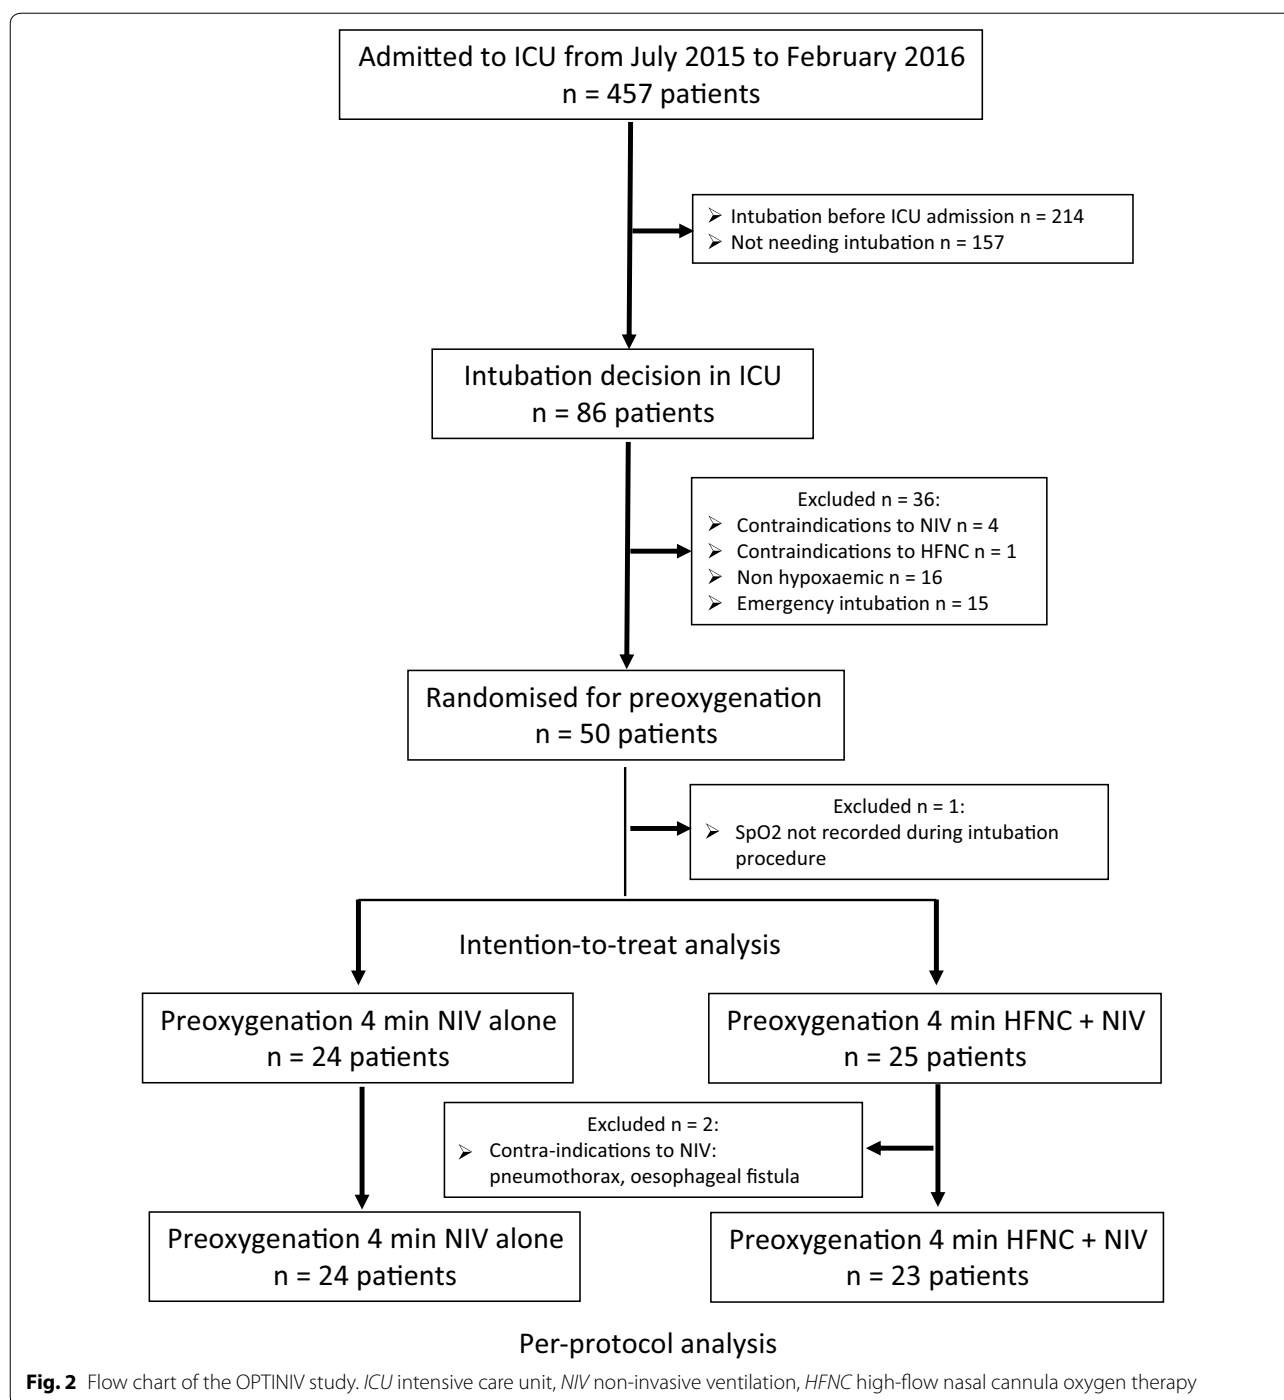 Admitted to ICU from July 2015 to February 2016
n = 457 patients
➢ Intubation before ICU admission n = 214
➢ Not needing intubation n = 157
Intubation decision in ICU
n = 86 patients
Excluded n = 36:
➢ Contraindications to NIV n = 4
➢ Contraindications to HFNC n = 1
➢ Non hypoxaemic n = 16
➢ Emergency intubation n = 15
Randomised for preoxygenation
n = 50 patients
Excluded n = 1:
➢ SpO2 not recorded during intubation
procedure
Intention-to-treat analysis
Preoxygenation 4 min NIV alone
n = 24 patients
Preoxygenation 4 min HFNC + NIV
n = 25 patients
Excluded n = 2:
➢ Contra-indications to NIV:
pneumothorax, oesophageal fistula
Preoxygenation 4 min NIV alone
n = 24 patients
Preoxygenation 4 min HFNC + NIV
n = 23 patients
Per-protocol analysis
Fig. 2 Flow chart of the OPTINIV study. ICU intensive care unit, NIV non-invasive ventilation, HFNC high-flow nasal cannula oxygen therapy